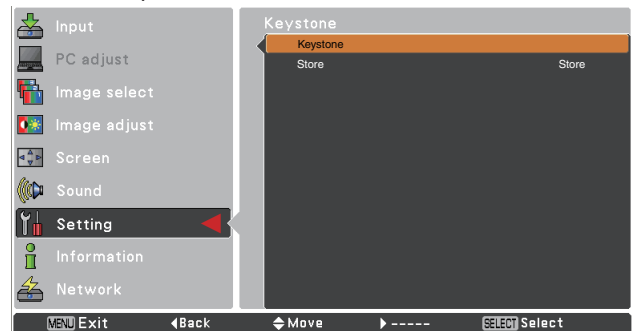 Input
PC adjust
Image select
Image adjust
Screen
Sound
Setting
Information
Network
Keystone
Keystone
Store Store
MENU Exit Back Move ----- SELECT Select